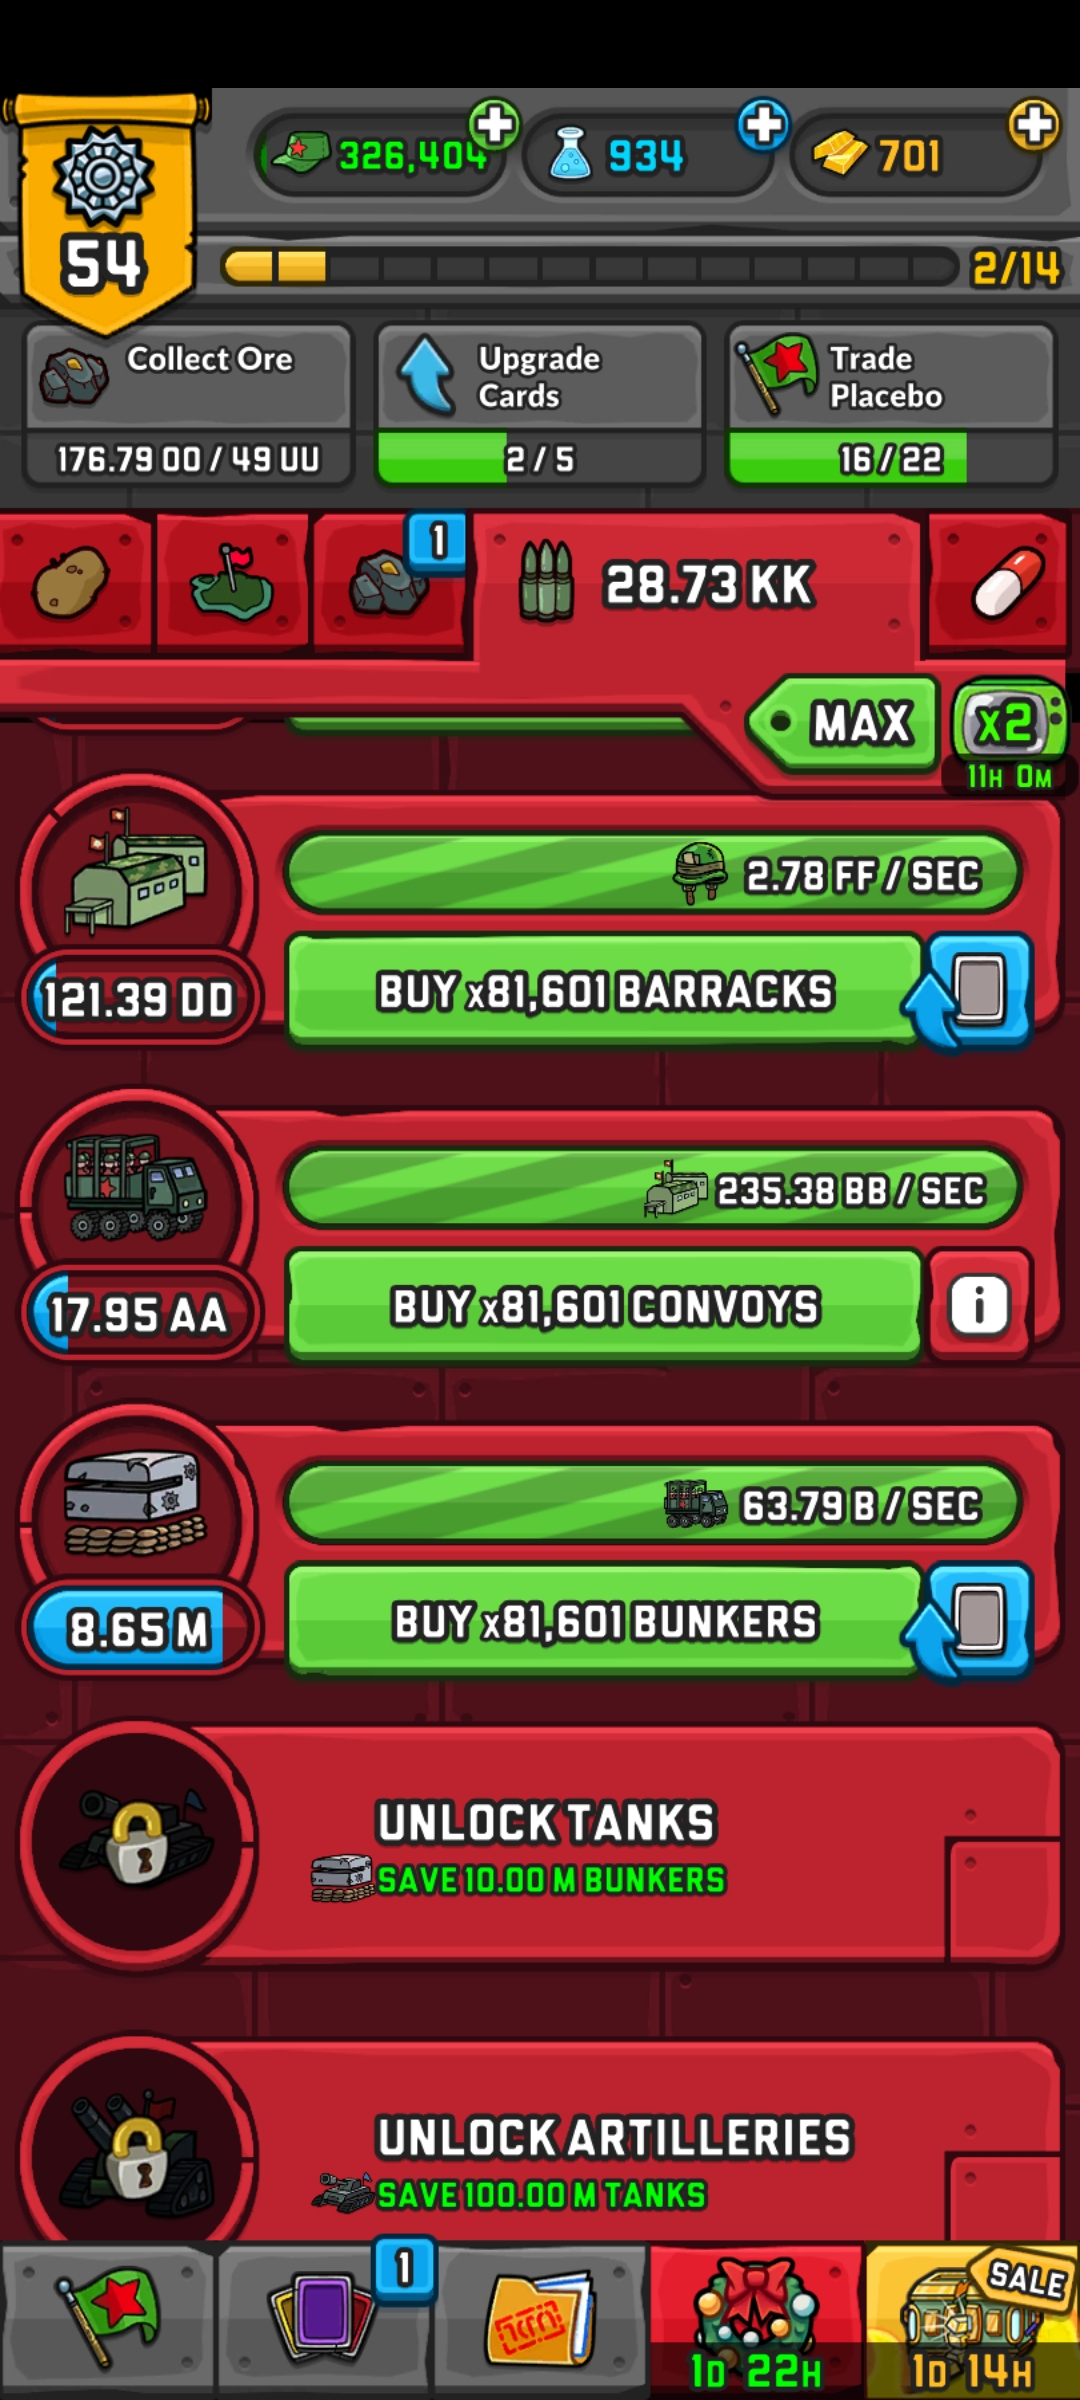 326,404
934
701
54
2/14
Collect Ore
176.79 OO / 49 UU
Upgrade
Cards
2 / 5
Trade
Placebo
16 / 22
1
28.73 KK
MAX
x2
11H 0M
2.78 FF / SEC
121.39 DD
BUY x81,601 BARRACKS
235.38 BB / SEC
17.95 AA
BUY x81,601 CONVOYS
i
63.79 B / SEC
8.65 M
BUY x81,601 BUNKERS
UNLOCK TANKS
SAVE 10.00 M BUNKERS
UNLOCK ARTILLERIES
SAVE 100.00 M TANKS
1
SALE
1D 22H
1D 14H